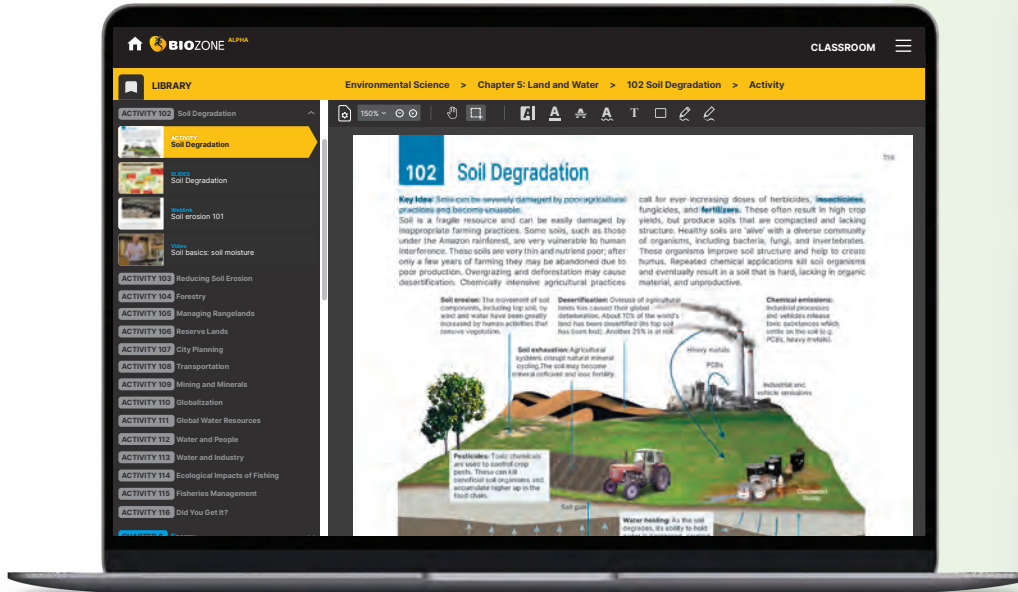 BIOZONE ALPHA
CLASSROOM
LIBRARY
Environmental Science > Chapter 5: Land and Water > 102 Soil Degradation > Activity
ACTIVITY 102 Soil Degradation
150%
T
ACTIVITY
Soil Degradation
SLIDES
Soil Degradation
Weblink
Soil erosion 101
Video
Soil basics: soil moisture
ACTIVITY 103 Reducing Soil Erosion
ACTIVITY 104 Forestry
ACTIVITY 105 Managing Rangelands
ACTIVITY 106 Reserve Lands
ACTIVITY 107 City Planning
ACTIVITY 108 Transportation
ACTIVITY 109 Mining and Minerals
ACTIVITY 110 Globalization
ACTIVITY 111 Global Water Resources
ACTIVITY 112 Water and People
ACTIVITY 113 Water and Industry
ACTIVITY 114 Ecological Impacts of Fishing
ACTIVITY 115 Fisheries Management
ACTIVITY 116 Did You Get It?
102 Soil Degradation
Key Idea: Soils can be severely damaged by poor agricultural
practices and become unusable.
Soil is a fragile resource and can be easily damaged by
inappropriate farming practices. Some soils, such as those
under the Amazon rainforest, are very vulnerable to human
interference. These soils are very thin and nutrient poor; after
only a few years of farming they may be abandoned due to
poor production. Overgrazing and deforestation may cause
desertification. Chemically intensive agricultural practices
call for ever-increasing doses of herbicides, insecticides,
fungicides, and fertilizers. These often result in high crop
yields, but produce soils that are compacted and lacking
structure. Healthy soils are 'alive' with a diverse community
of organisms, including bacteria, fungi, and invertebrates.
These organisms improve soil structure and help to create
humus. Repeated chemical applications kill soil organisms
and eventually result in a soil that is hard, lacking in organic
material, and unproductive.
Soil erosion: The movement of soil
components, including top soil, by
wind and water have been greatly
increased by human activities that
remove vegetation.
Desertification: Overuse of agricultural
lands has caused their global
deterioration. About 10% of the world's
land has been desertified (its top soil
has been lost). Another 25% is at risk.
Chemical emissions:
Industrial processes
and vehicles release
toxic substances which
settle on the soil (e.g.
PCBs, heavy metals).
Soil exhaustion: Agricultural
systems disrupt natural mineral
cycling. The soil may become
mineral deficient and lose fertility.
Heavy metals
PCBs
Industrial and
vehicle emissions
Pesticides: Toxic chemicals
are used to control crop
pests. These can kill
beneficial soil organisms and
accumulate higher up in the
food chain.
Salt pan
Chemical
Dump
Water holding: As the soil
degrades, its ability to hold